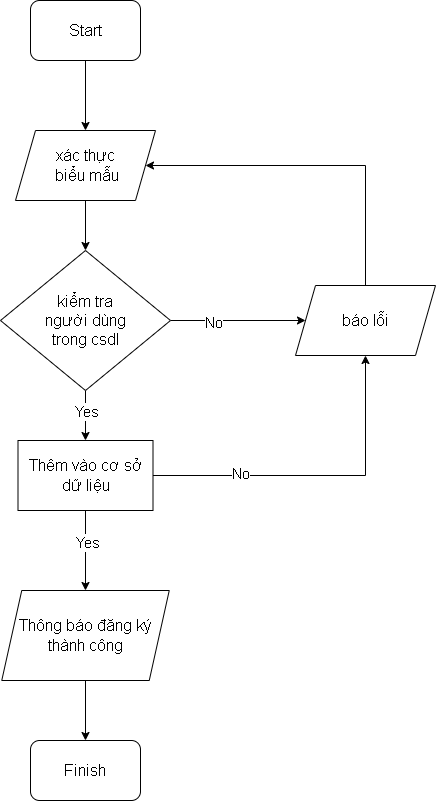 Start
xác thực
biểu mẫu
kiểm tra
người dùng
trong csdl
No
báo lỗi
Yes
Thêm vào cơ sở
dữ liệu
No
Yes
Thông báo đăng ký
thành công
Finish